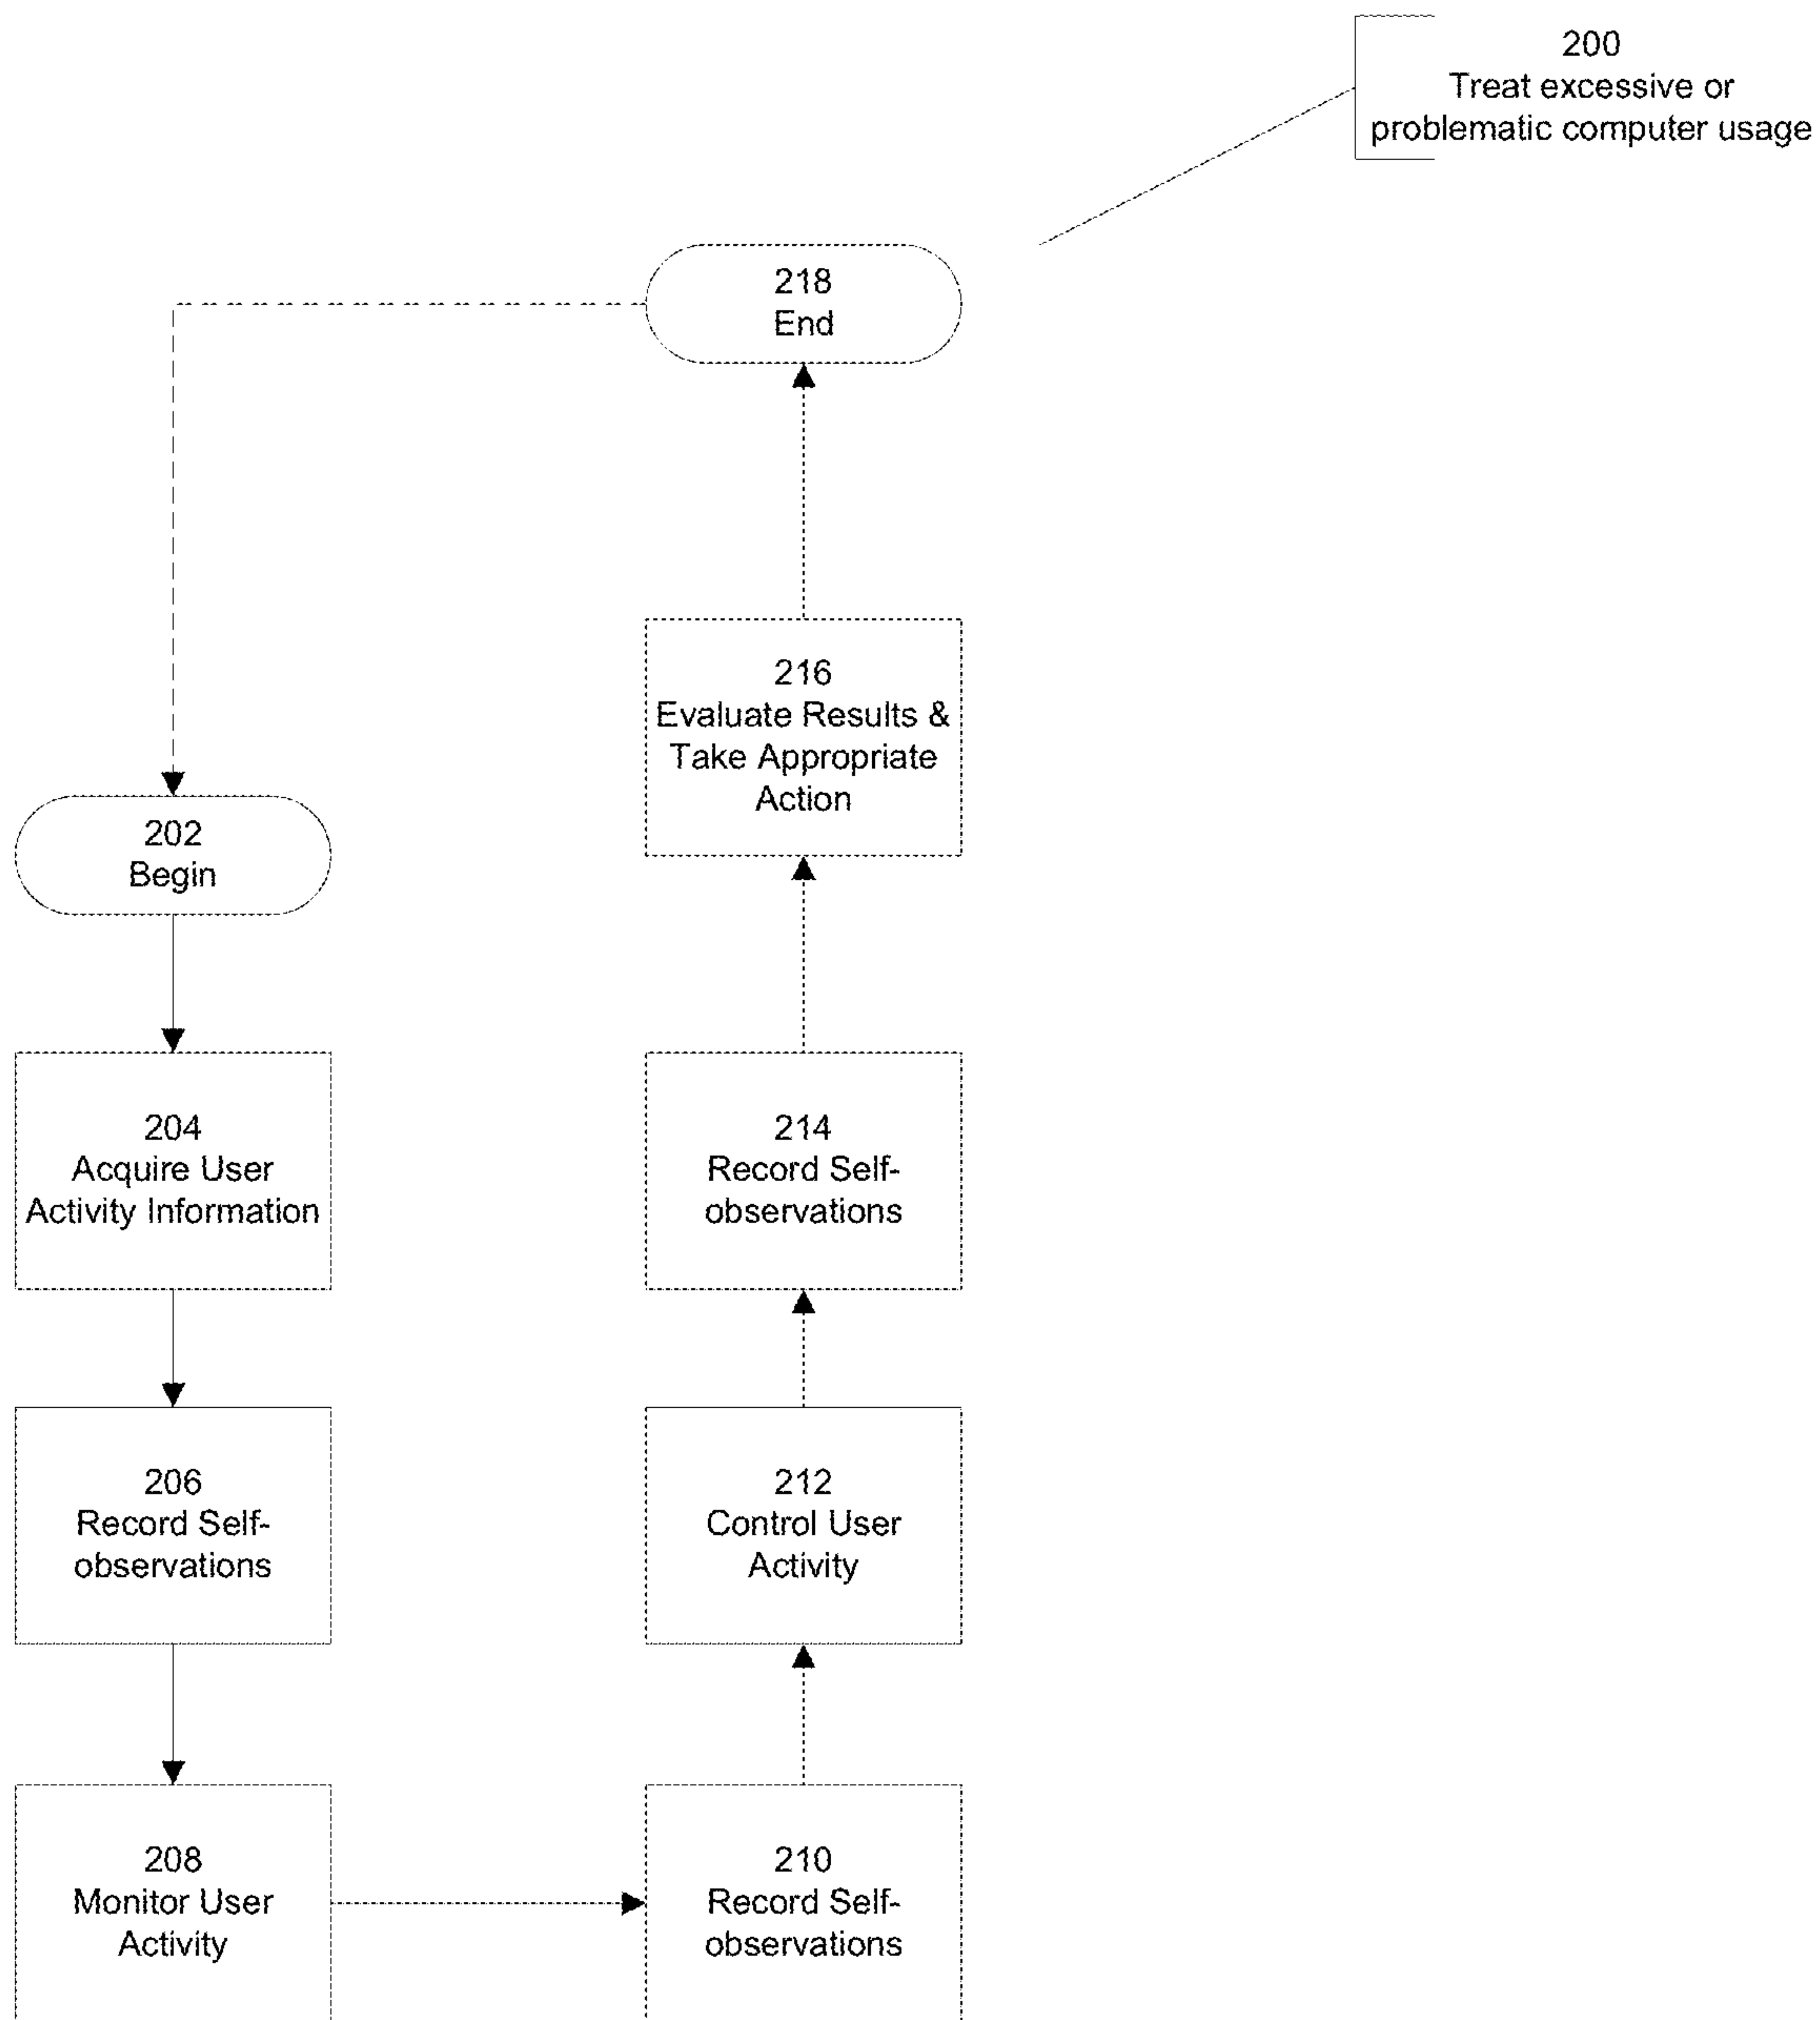 200
Treat excessive or
problematic computer usage
218
End
216
Evaluate Results &
Take Appropriate
Action
202
Begin
204
Acquire User
Activity Information
214
Record Self-
observations
206
Record Self-
observations
212
Control User
Activity
208
Monitor User
Activity
210
Record Self-
observations